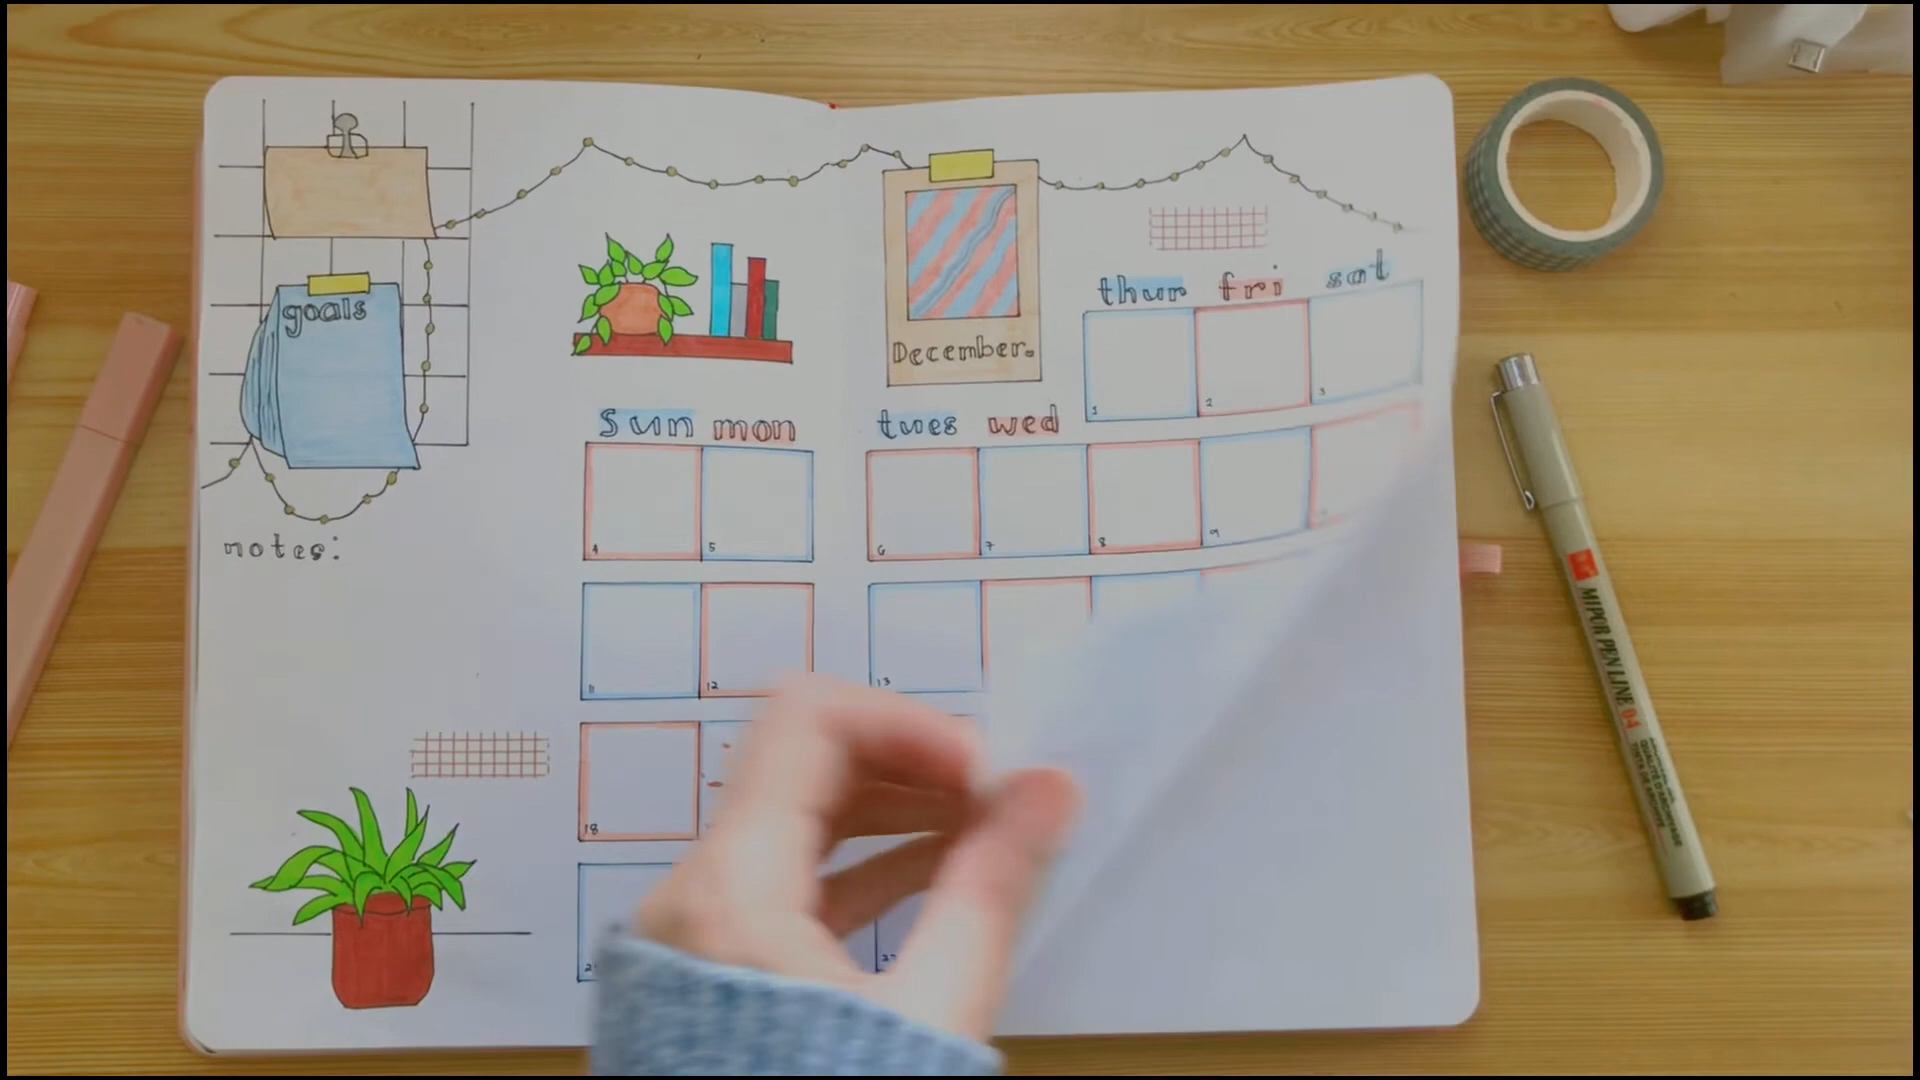 goals
notes:
December.
Sun mon tues wed thur fri sat
1 2 3
4 5 6 7 8 9
11 12 13
18
MIPOR PEN LINE 04